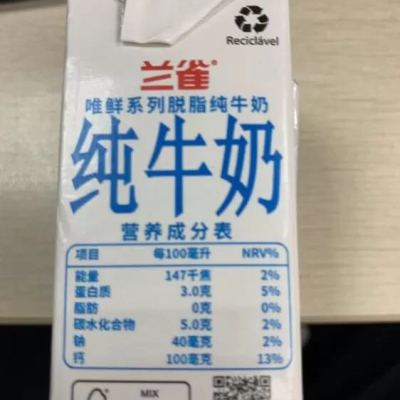 Reciclável
兰雀®
唯鲜系列脱脂纯牛奶
纯牛奶
营养成分表
项目 每100毫升 NRV%
能量 147千焦 2%
蛋白质 3.0克 5%
脂肪 0克 0%
碳水化合物 5.0克 2%
钠 40毫克 2%
钙 100毫克 13%
MIX